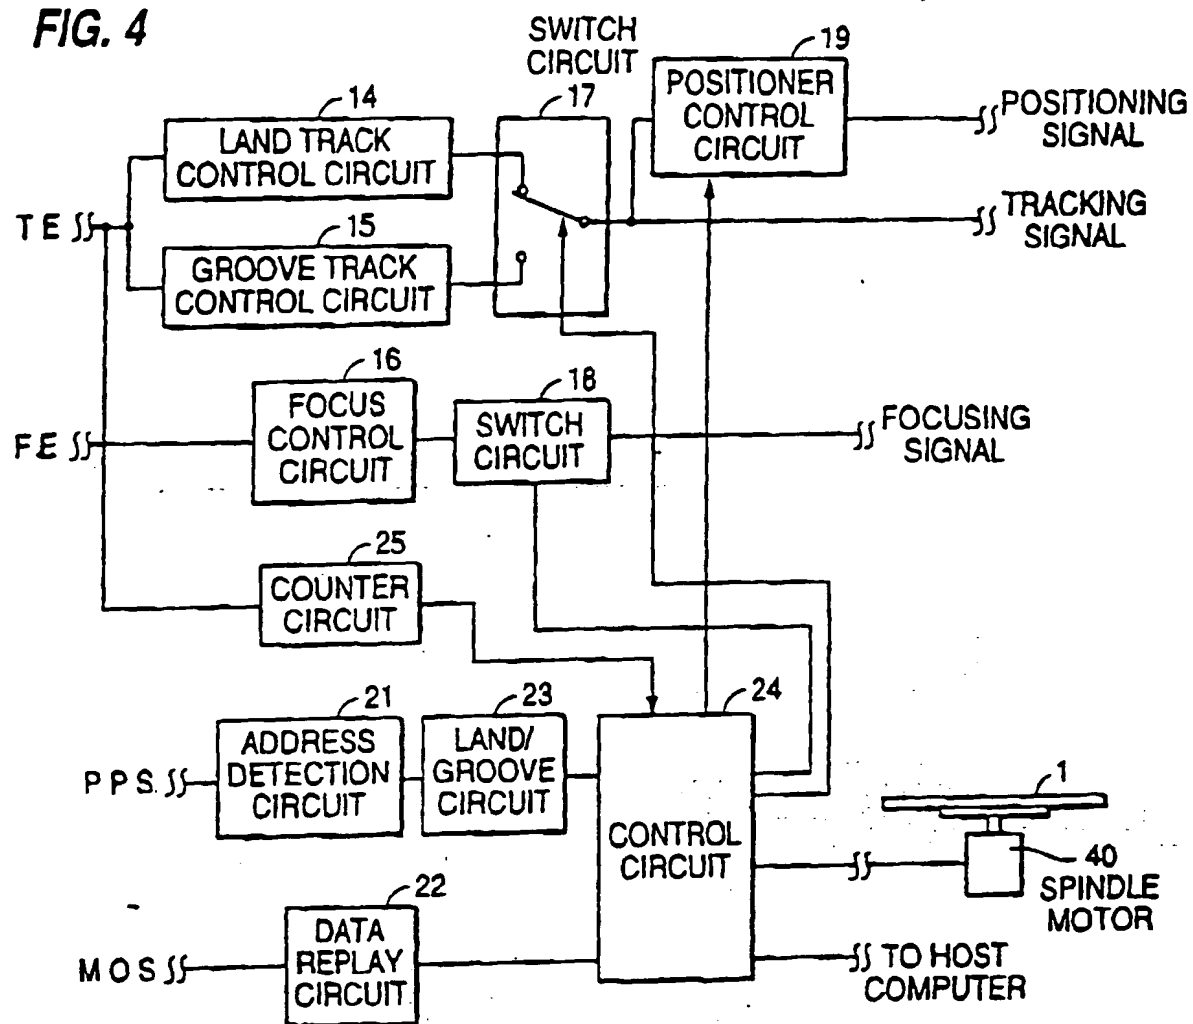 FIG. 4
SWITCH
CIRCUIT
17
19
POSITIONER
CONTROL
CIRCUIT
POSITIONING
SIGNAL
14
LAND TRACK
CONTROL CIRCUIT
TE
TRACKING
SIGNAL
15
GROOVE TRACK
CONTROL CIRCUIT
16
FOCUS
CONTROL
CIRCUIT
18
SWITCH
CIRCUIT
FE
FOCUSING
SIGNAL
25
COUNTER
CIRCUIT
21
ADDRESS
DETECTION
CIRCUIT
23
LAND/
GROOVE
CIRCUIT
24
CONTROL
CIRCUIT
PPS
1
40
SPINDLE
MOTOR
22
DATA
REPLAY
CIRCUIT
MOS
TO HOST
COMPUTER